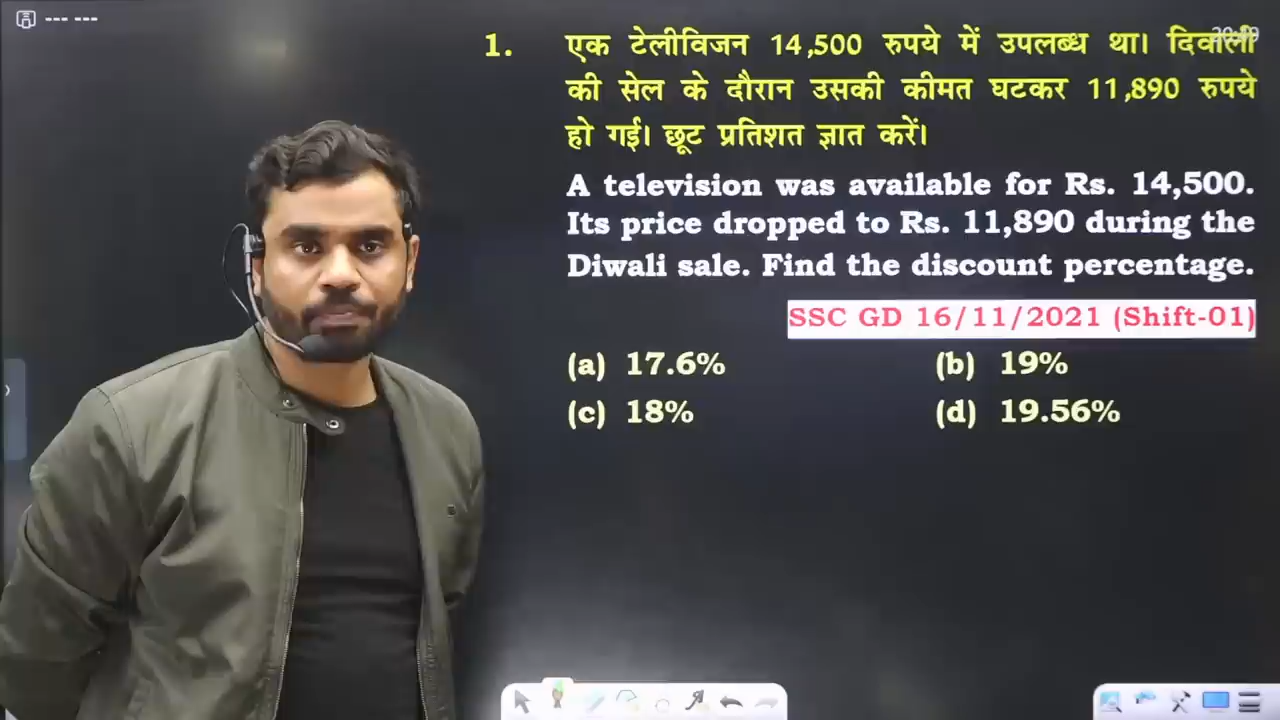 1. एक टेलीविजन 14,500 रुपये में उपलब्ध था। दिवाली
की सेल के दौरान उसकी कीमत घटकर 11,890 रुपये
हो गई। छूट प्रतिशत ज्ञात करें।
A television was available for Rs. 14,500.
Its price dropped to Rs. 11,890 during the
Diwali sale. Find the discount percentage.
SSC GD 16/11/2021 (Shift-01)
(a) 17.6% (b) 19%
(c) 18% (d) 19.56%